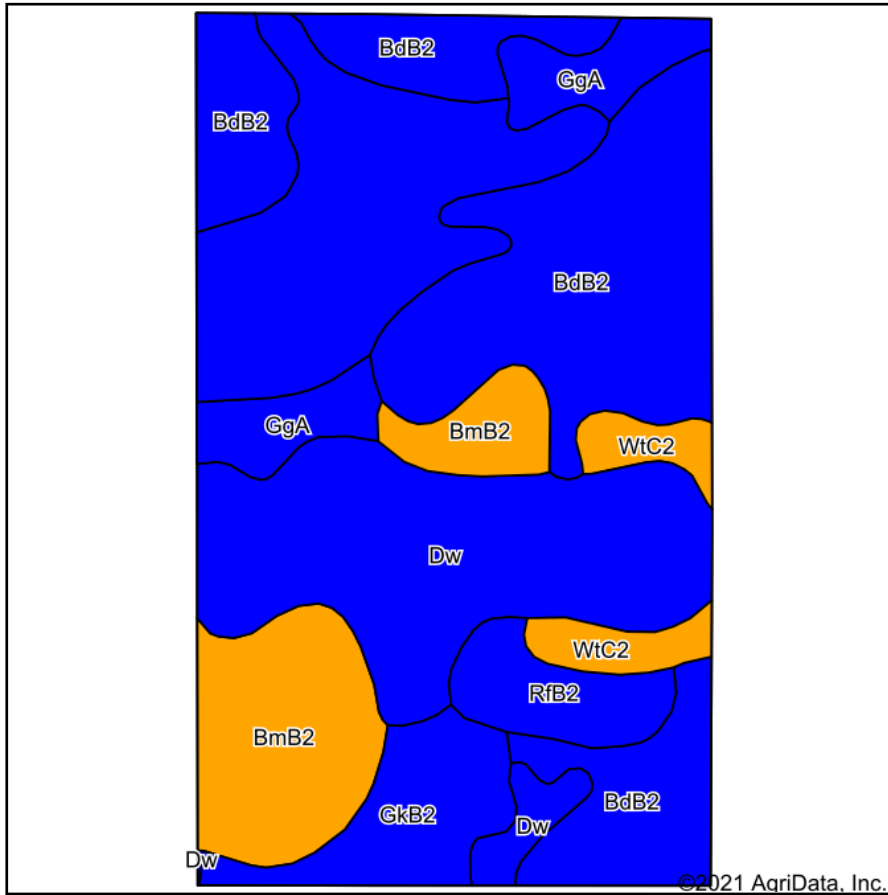 BdB2
GgA
BdB2
BdB2
GgA
BmB2
WtC2
Dw
WtC2
RfB2
BmB2
BdB2
GkB2
Dw
Dw
©2021 AgriData, Inc.